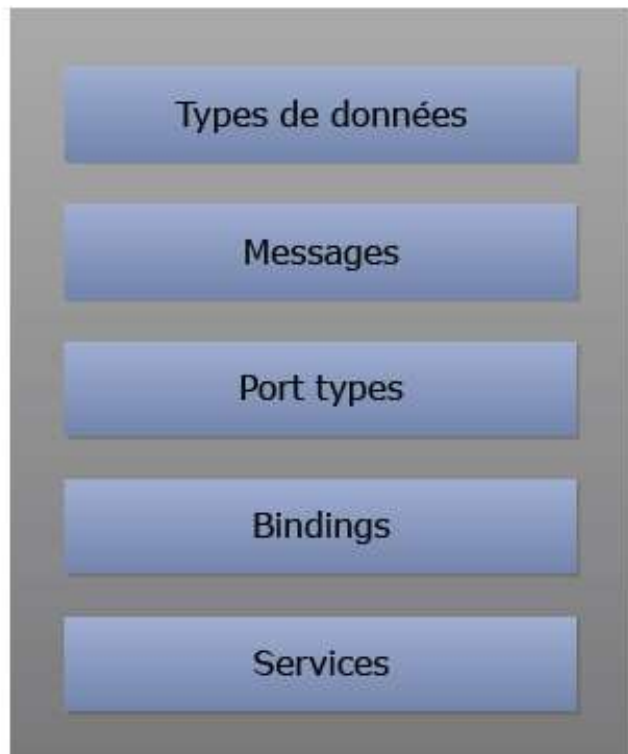 Types de données
Messages
Port types
Bindings
Services